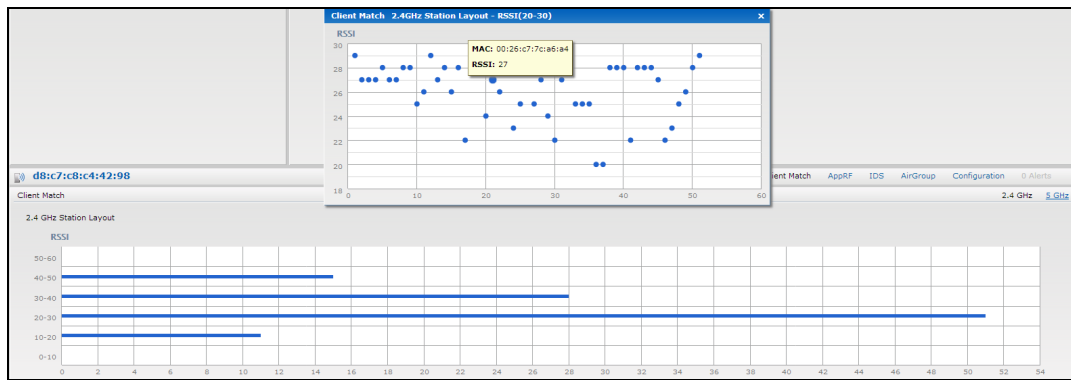 Client Match 2.4GHz Station Layout - RSSI(20-30) ×
RSSI
30
28
26
24
22
20
18
0 10 20 30 40 50 60
MAC: 00:26:c7:7c:a6:a4
RSSI: 27
d8:c7:c8:c4:42:98
ient Match AppRF IDS AirGroup Configuration 0 Alerts
Client Match 2.4 GHz 5 GHz
2.4 GHz Station Layout
RSSI
50-60
40-50
30-40
20-30
10-20
0-10
0 2 4 6 8 10 12 14 16 18 20 22 24 26 28 30 32 34 36 38 40 42 44 46 48 50 52 54